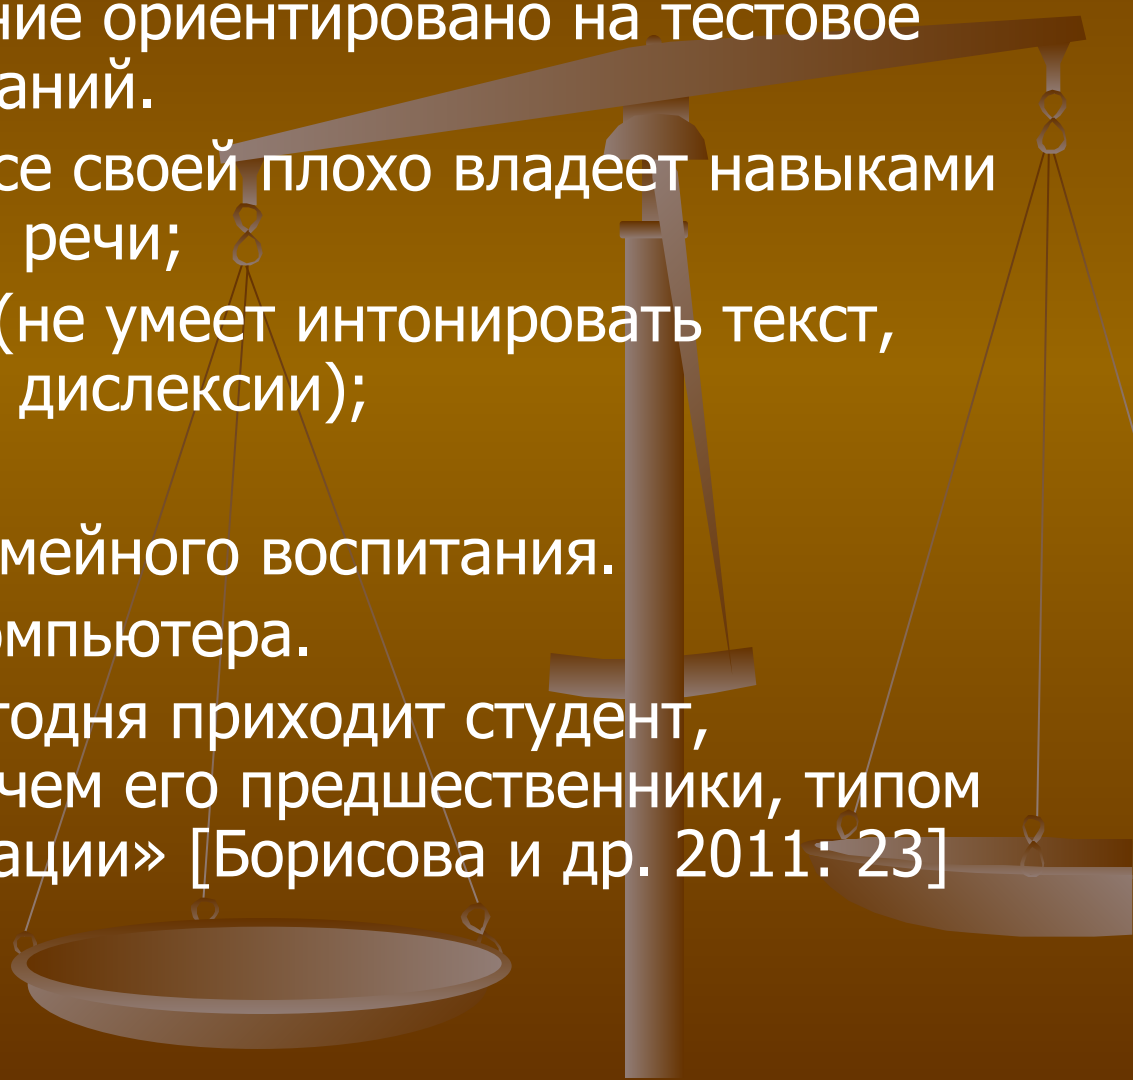 ние ориентировано на тестовое
аний.
се своей плохо владеет навыками
речи;
(не умеет интонировать текст,
дислексии);
мейного воспитания.
омпьютера.
годня приходит студент,
чем его предшественники, типом
ации» [Борисова и др. 2011: 23]